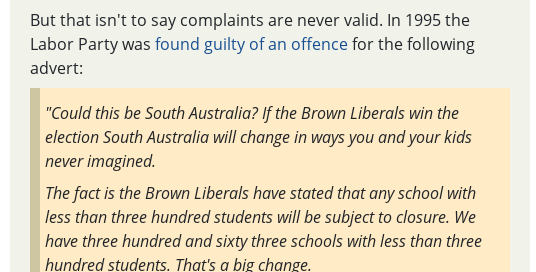 But that isn't to say complaints are never valid. In 1995 the
Labor Party was found guilty of an offence for the following
advert:
"Could this be South Australia? If the Brown Liberals win the
election South Australia will change in ways you and your kids
never imagined.
The fact is the Brown Liberals have stated that any school with
less than three hundred students will be subject to closure. We
have three hundred and sixty three schools with less than three
hundred students. That's a big change.